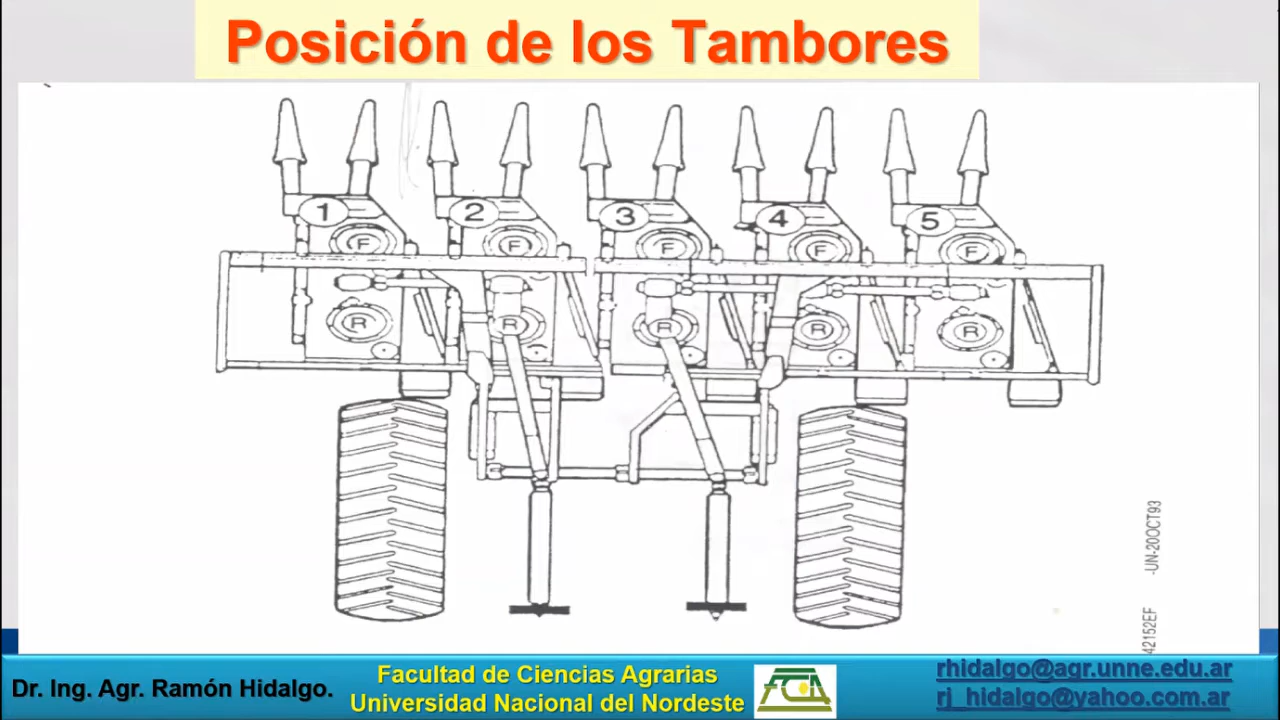 Posición de los Tambores
1 2 3 4 5
F F F F F
R R R R R
-UN-20OCT93
42152EF
Dr. Ing. Agr. Ramón Hidalgo.
Facultad de Ciencias Agrarias
Universidad Nacional del Nordeste
FCA
rhidalgo@agr.unne.edu.ar
rj_hidalgo@yahoo.com.ar